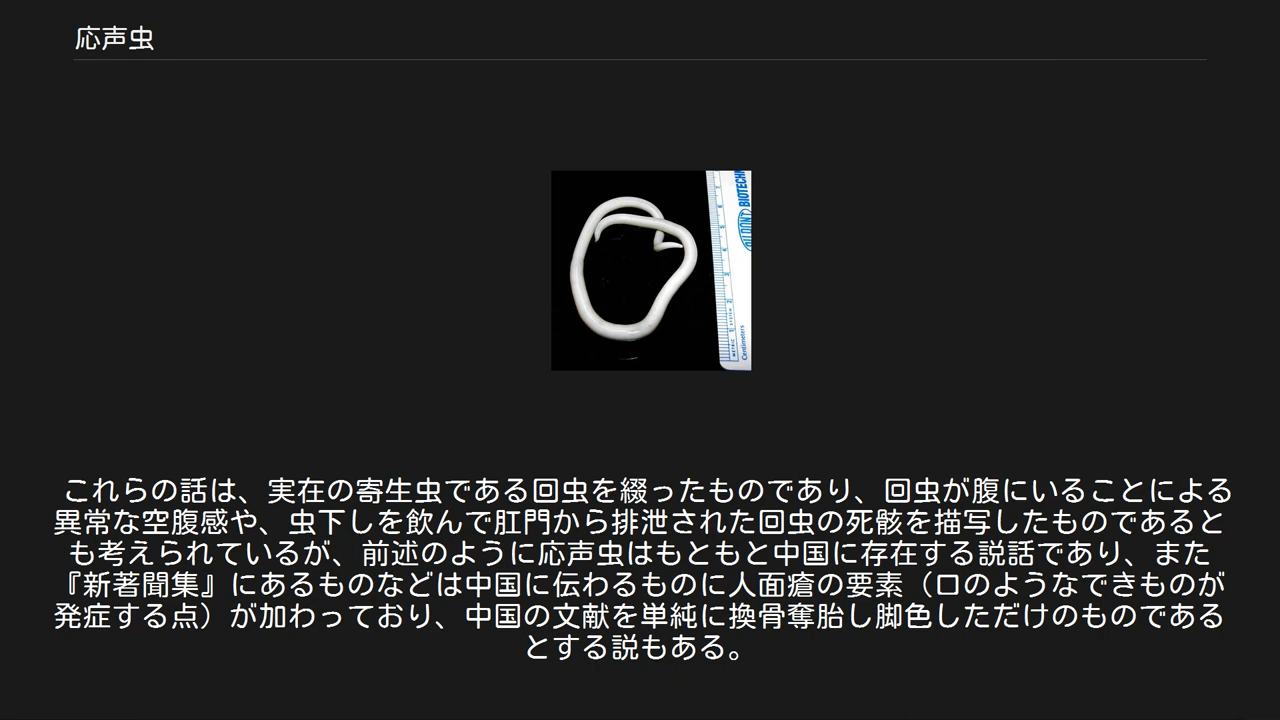 応声虫
BIOTECH
Centimeters
これらの話は、実在の寄生虫である回虫を綴ったものであり、回虫が腹にいることによる
異常な空腹感や、虫下しを飲んで肛門から排泄された回虫の死骸を描写したものであると
も考えられているが、前述のように応声虫はもともと中国に存在する説話であり、また
『新著聞集』にあるものなどは中国に伝わるものに人面瘡の要素（口のようなできものが
発症する点）が加わっており、中国の文献を単純に換骨奪胎し脚色しただけのものである
とする説もある。